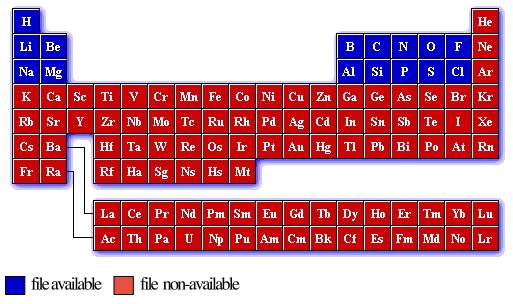 H He
Li Be B C N O F Ne
Na Mg Al Si P S Cl Ar
K Ca Sc Ti V Cr Mn Fe Co Ni Cu Zn Ga Ge As Se Br Kr
Rb Sr Y Zr Nb Mo Tc Ru Rh Pd Ag Cd In Sn Sb Te I Xe
Cs Ba Hf Ta W Re Os Ir Pt Au Hg Tl Pb Bi Po At Rn
Fr Ra Rf Ha Sg Ns Hs Mt
La Ce Pr Nd Pm Sm Eu Gd Tb Dy Ho Er Tm Yb Lu
Ac Th Pa U Np Pu Am Cm Bk Cf Es Fm Md No Lr
file available file non-available